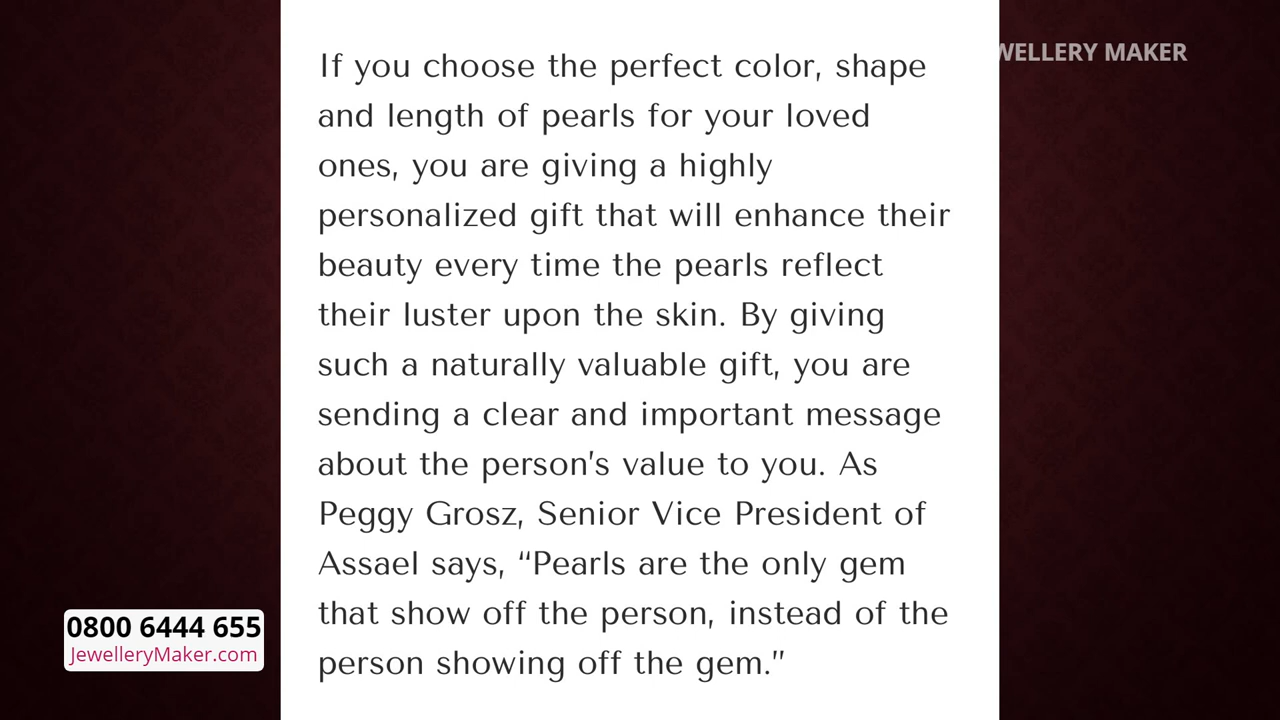 WELLERY MAKER
If you choose the perfect color, shape
and length of pearls for your loved
ones, you are giving a highly
personalized gift that will enhance their
beauty every time the pearls reflect
their luster upon the skin. By giving
such a naturally valuable gift, you are
sending a clear and important message
about the person’s value to you. As
Peggy Grosz, Senior Vice President of
Assael says, “Pearls are the only gem
that show off the person, instead of the
person showing off the gem.”
0800 6444 655
JewelleryMaker.com